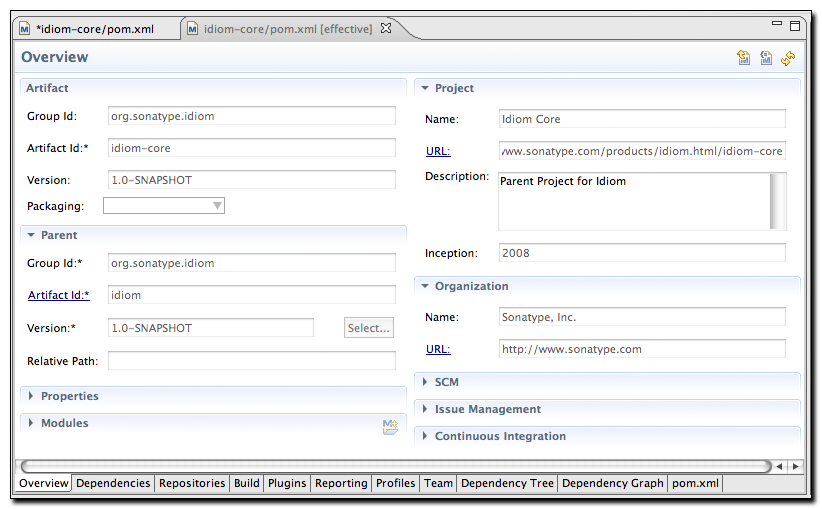 *idiom-core/pom.xml
idiom-core/pom.xml [effective]
Overview
Artifact
Group Id: org.sonatype.idiom
Artifact Id:* idiom-core
Version: 1.0-SNAPSHOT
Packaging:
Parent
Group Id:* org.sonatype.idiom
Artifact Id:* idiom
Version:* 1.0-SNAPSHOT Select...
Relative Path:
Properties
Modules
Project
Name: Idiom Core
URL: www.sonatype.com/products/idiom.html/idiom-core
Description: Parent Project for Idiom
Inception: 2008
Organization
Name: Sonatype, Inc.
URL: http://www.sonatype.com
SCM
Issue Management
Continuous Integration
Overview Dependencies Repositories Build Plugins Reporting Profiles Team Dependency Tree Dependency Graph pom.xml